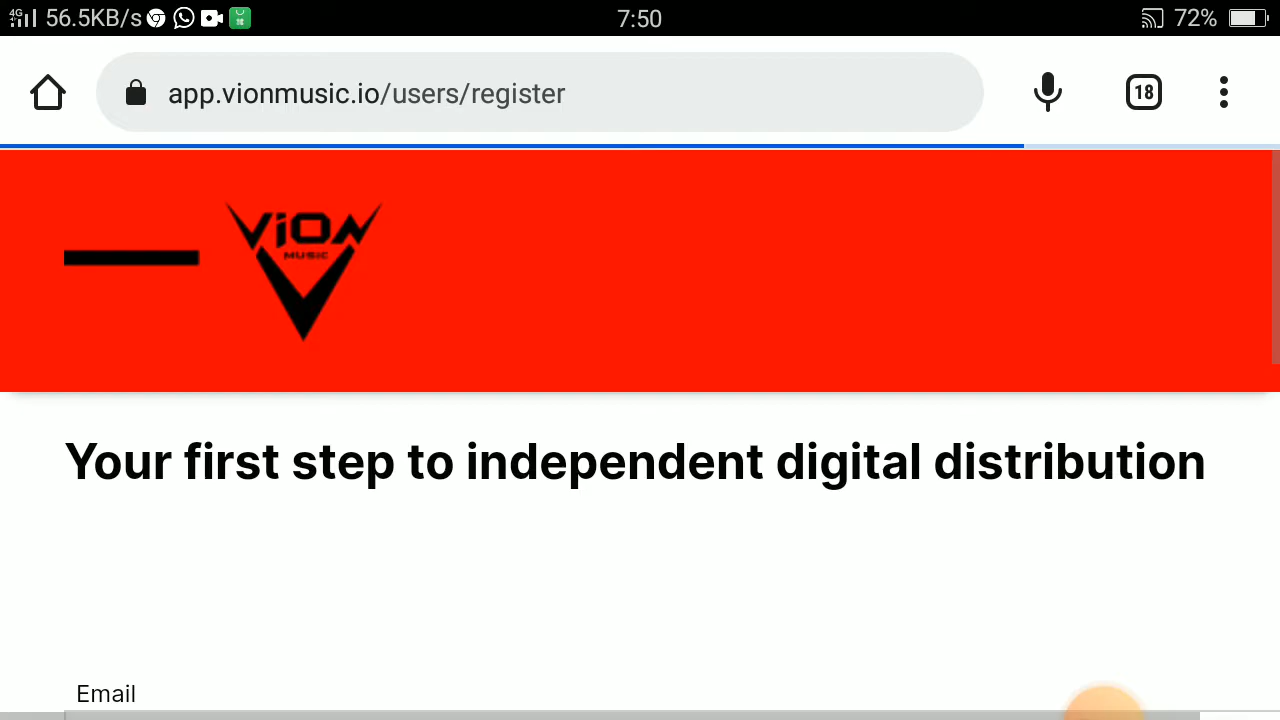 4G 56.5KB/s 7:50 72%
app.vionmusic.io/users/register 18
ViON
MUSIC
Your first step to independent digital distribution
Email